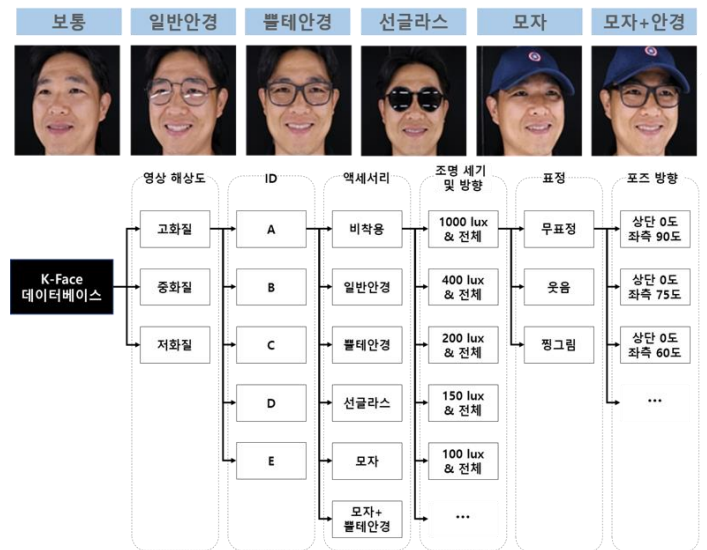 보통
일반안경
뿔테안경
선글라스
모자
모자+안경
영상 해상도
ID
액세서리
조명 세기
및 방향
표정
포즈 방향
K-Face
데이터베이스
고화질
중화질
저화질
A
B
C
D
E
비착용
일반안경
뿔테안경
선글라스
모자
모자+
뿔테안경
1000 lux
& 전체
400 lux
& 전체
200 lux
& 전체
150 lux
& 전체
100 lux
& 전체
...
무표정
웃음
찡그림
상단 0도
좌측 90도
상단 0도
좌측 75도
상단 0도
좌측 60도
...